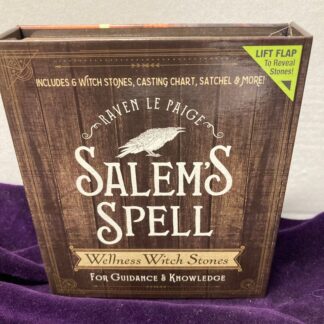 LIFT FLAP
To Reveal
Stones!
INCLUDES 6 WITCH STONES, CASTING CHART, SATCHEL & MORE!
RAVEN LE PAIGE
SALEM'S
SPELL
Wellness Witch Stones
FOR GUIDANCE & KNOWLEDGE